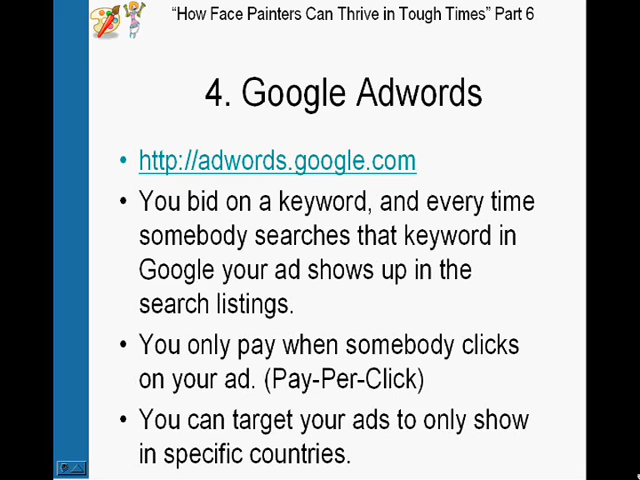 “How Face Painters Can Thrive in Tough Times” Part 6
4. Google Adwords
• http://adwords.google.com
• You bid on a keyword, and every time
somebody searches that keyword in
Google your ad shows up in the
search listings.
• You only pay when somebody clicks
on your ad. (Pay-Per-Click)
• You can target your ads to only show
in specific countries.